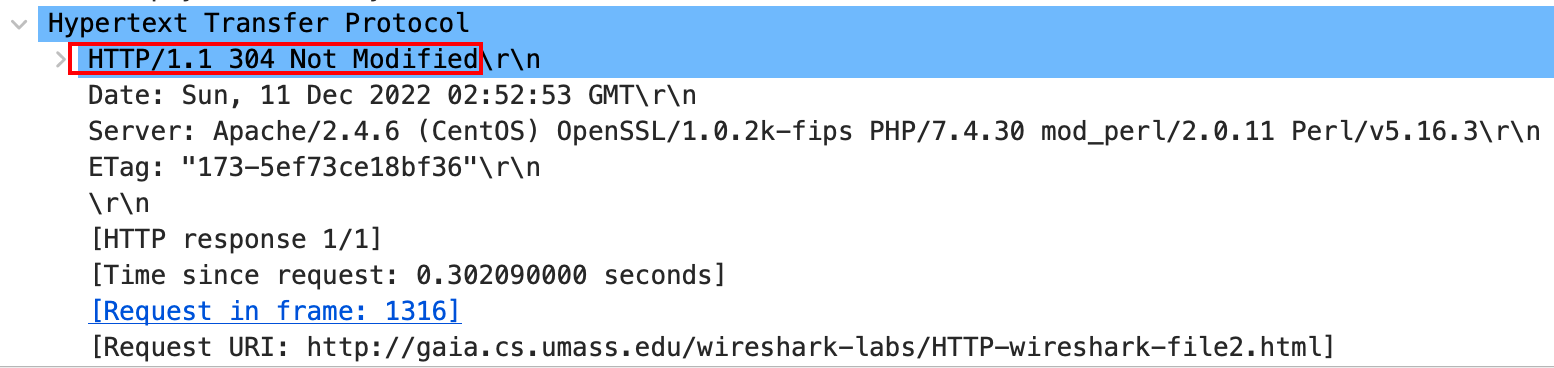 Hypertext Transfer Protocol
HTTP/1.1 304 Not Modified\r\n
Date: Sun, 11 Dec 2022 02:52:53 GMT\r\n
Server: Apache/2.4.6 (CentOS) OpenSSL/1.0.2k-fips PHP/7.4.30 mod_perl/2.0.11 Perl/v5.16.3\r\n
ETag: "173-5ef73ce18bf36"\r\n
\r\n
[HTTP response 1/1]
[Time since request: 0.302090000 seconds]
[Request in frame: 1316]
[Request URI: http://gaia.cs.umass.edu/wireshark-labs/HTTP-wireshark-file2.html]